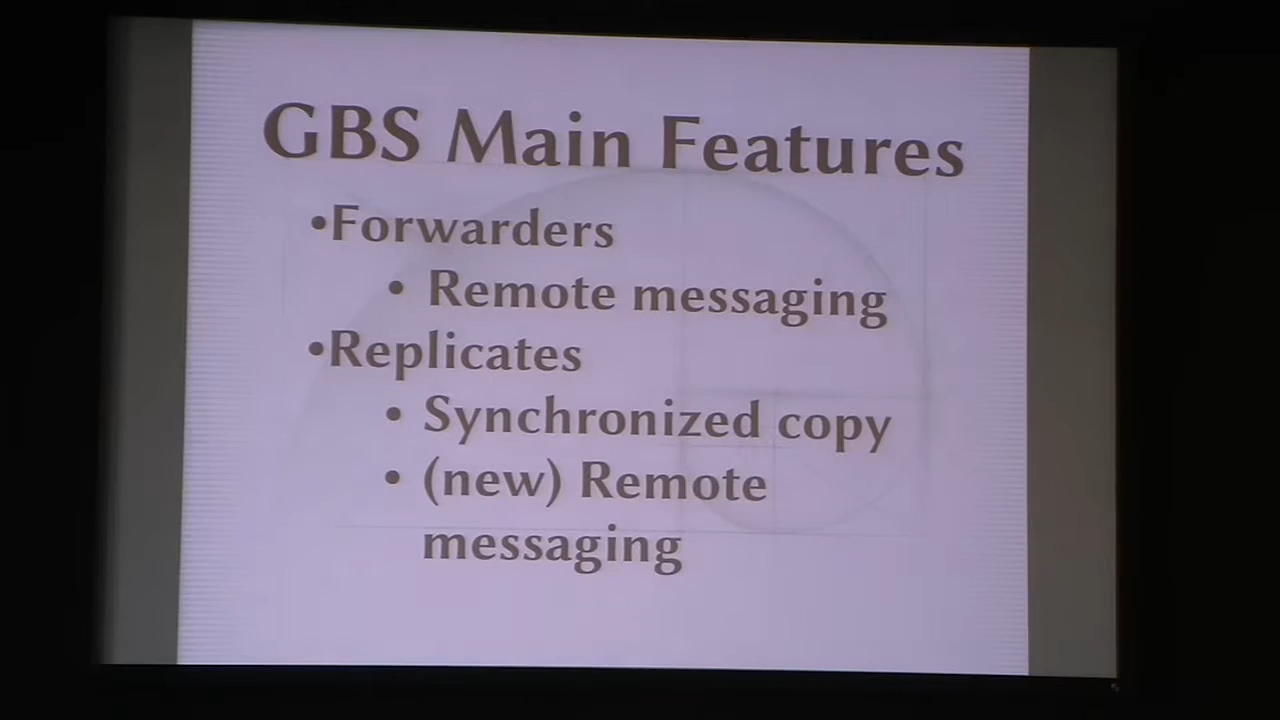 GBS Main Features
•Forwarders
• Remote messaging
•Replicates
• Synchronized copy
• (new) Remote
messaging